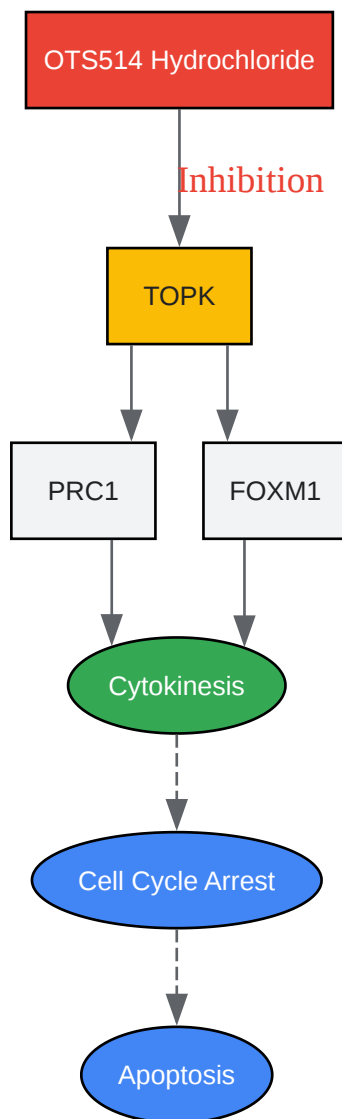 OTS514 Hydrochloride
Inhibition
TOPK
PRC1
FOXM1
Cytokinesis
Cell Cycle Arrest
Apoptosis